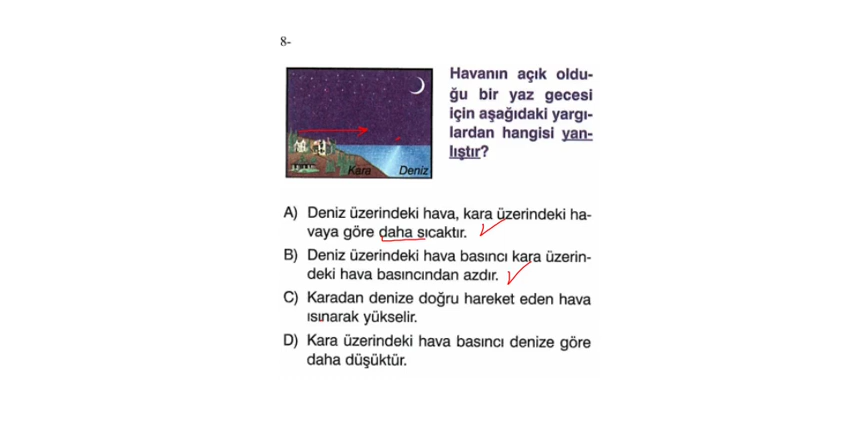 8-
Kara
Deniz
Havanın açık oldu-
ğu bir yaz gecesi
için aşağıdaki yargı-
lardan hangisi yan-
lıştır?
A) Deniz üzerindeki hava, kara üzerindeki ha-
vaya göre daha sıcaktır.
B) Deniz üzerindeki hava basıncı kara üzerin-
deki hava basıncından azdır.
C) Karadan denize doğru hareket eden hava
ısınarak yükselir.
D) Kara üzerindeki hava basıncı denize göre
daha düşüktür.